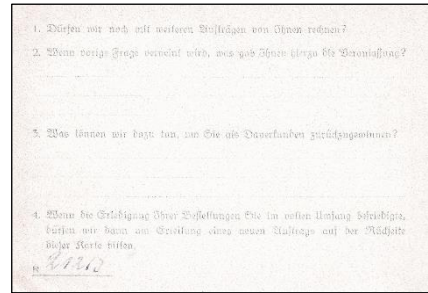 1. Dürfen wir noch mit weiteren Aufträgen von Ihnen rechnen?
2. Wenn vorige Frage verneint wird, was gab Ihnen hierzu die Veranlassung?
3. Was können wir dazu tun, um Sie als Dauerkunden zurückzugewinnen?
4. Wenn die Erledigung Ihrer Bestellungen Sie im vollen Umfang befriedigte,
dürfen wir dann um Erteilung eines neuen Auftrags auf der Rückseite
dieser Karte bitten.